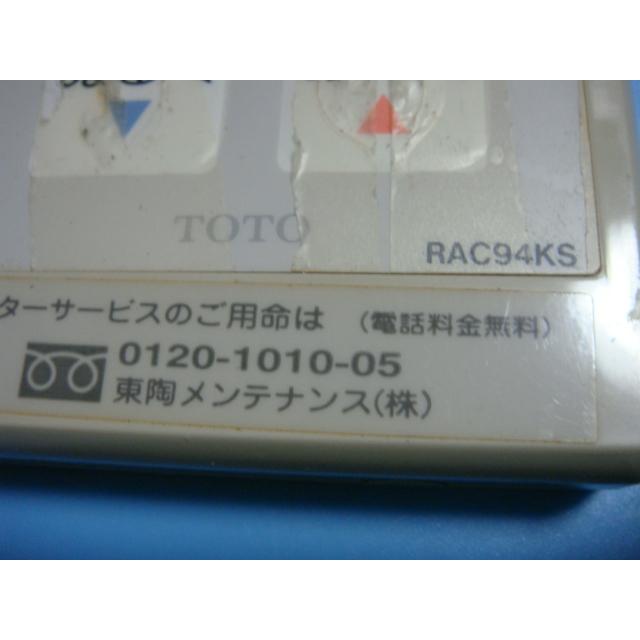 TOTO
RAC94KS
ターサービスのご用命は (電話料金無料)
0120-1010-05
東陶メンテナンス(株)